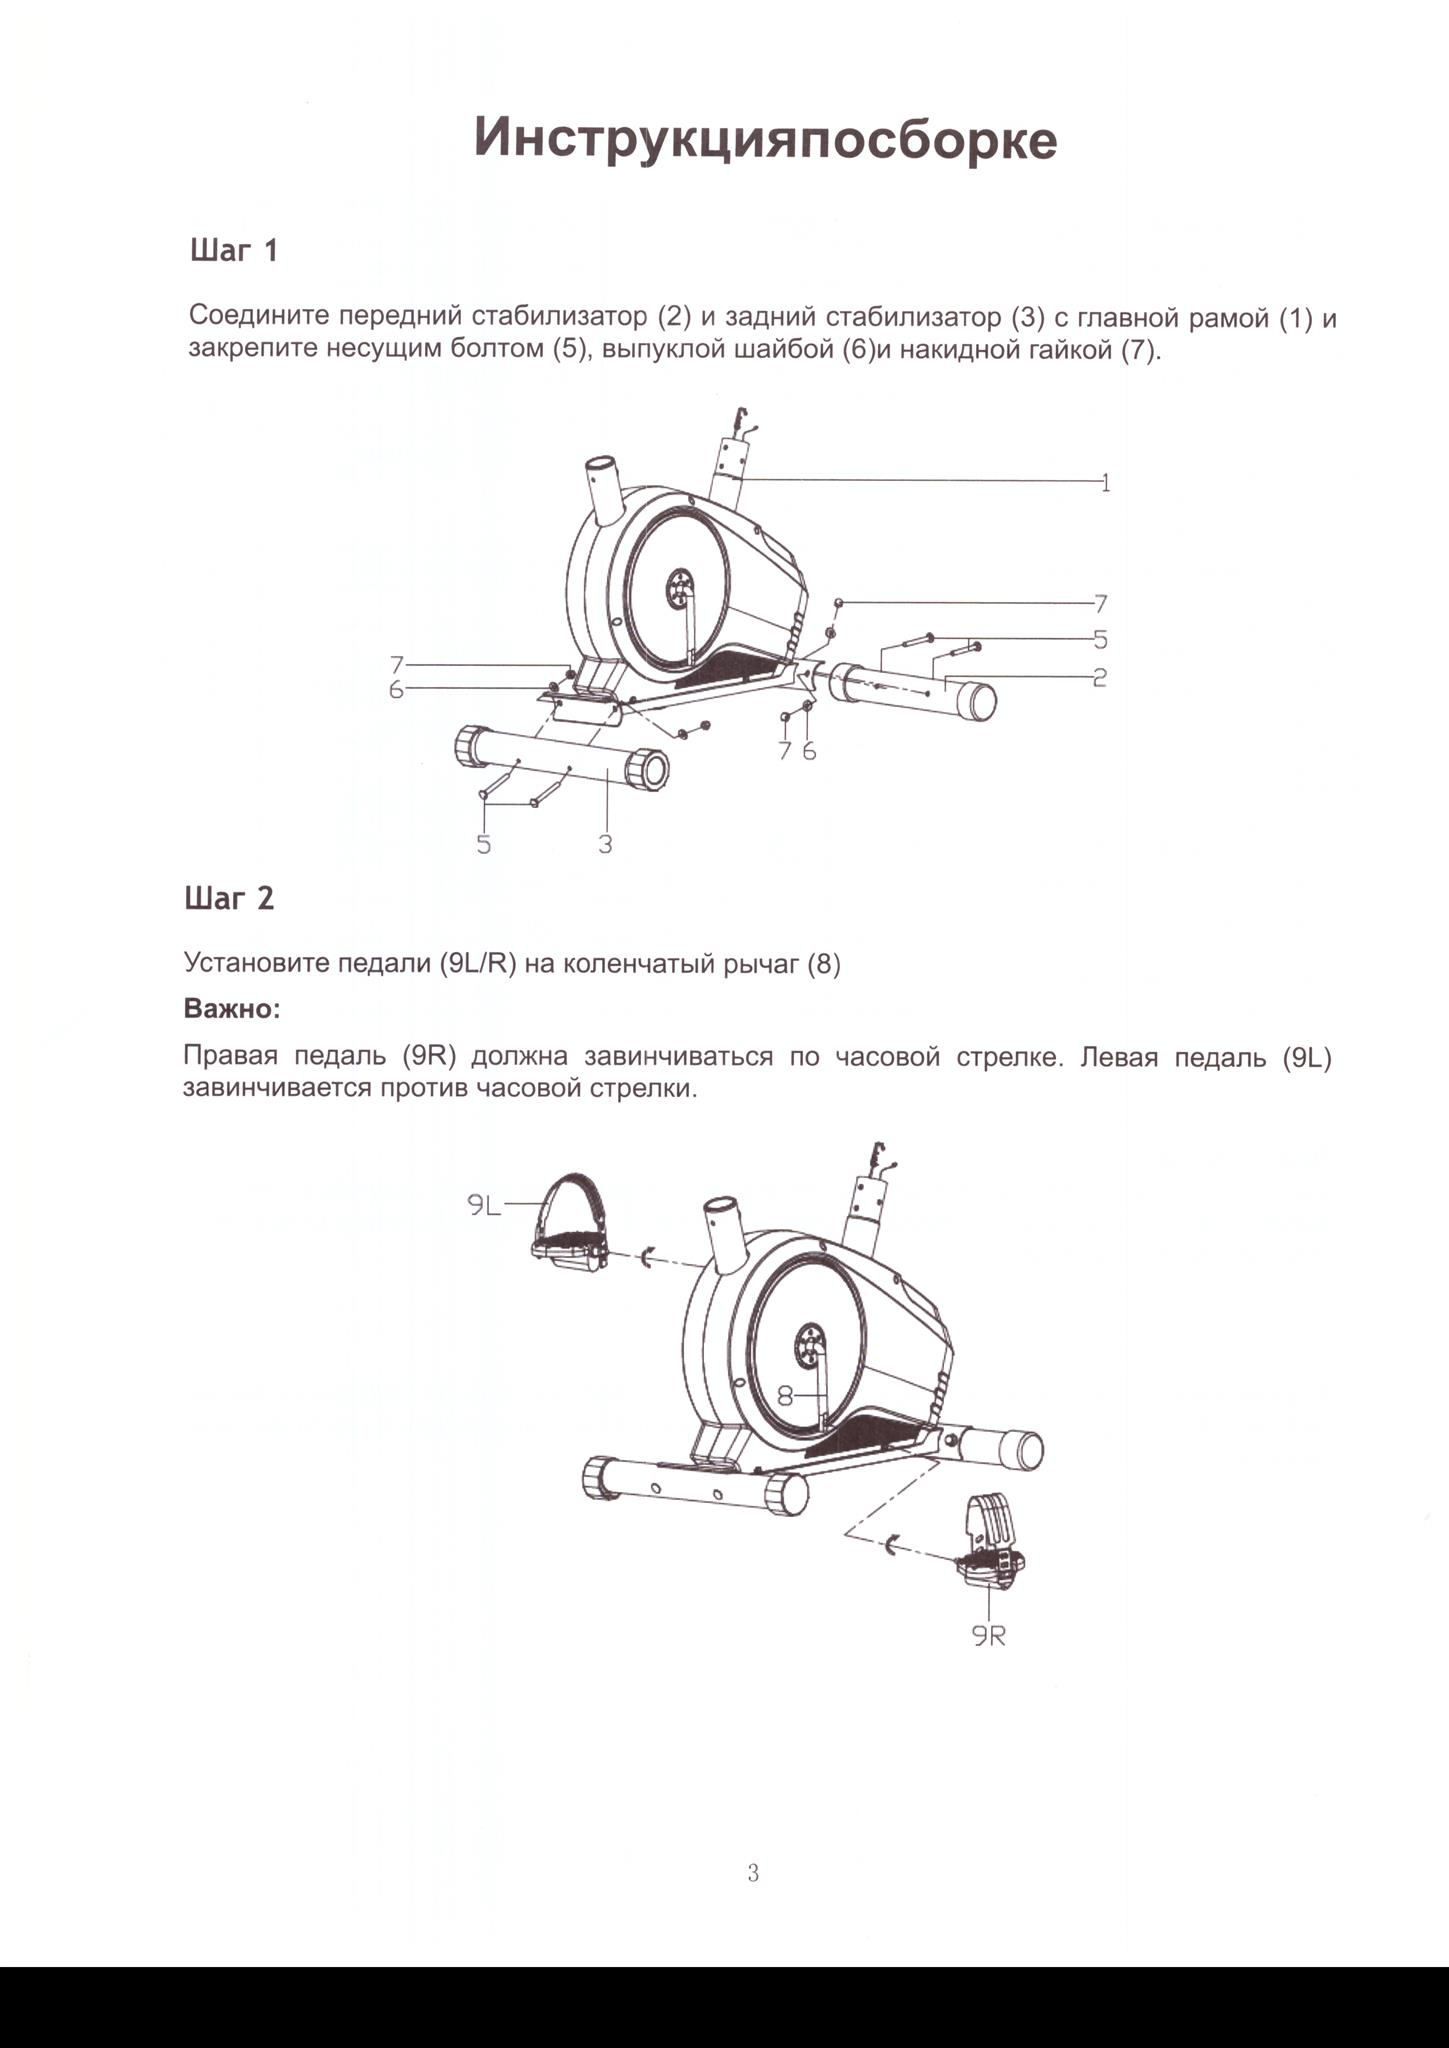 Инструкцияпосборке
Шаг 1
Соедините передний стабилизатор (2) и задний стабилизатор (3) с главной рамой (1) и
закрепите несущим болтом (5), выпуклой шайбой (6)и накидной гайкой (7).
1
7
5
7
6
2
7 6
5
3
Шаг 2
Установите педали (9L/R) на коленчатый рычаг (8)
Важно:
Правая педаль (9R) должна завинчиваться по часовой стрелке. Левая педаль (9L)
завинчивается против часовой стрелки.
9L
8
9R
3